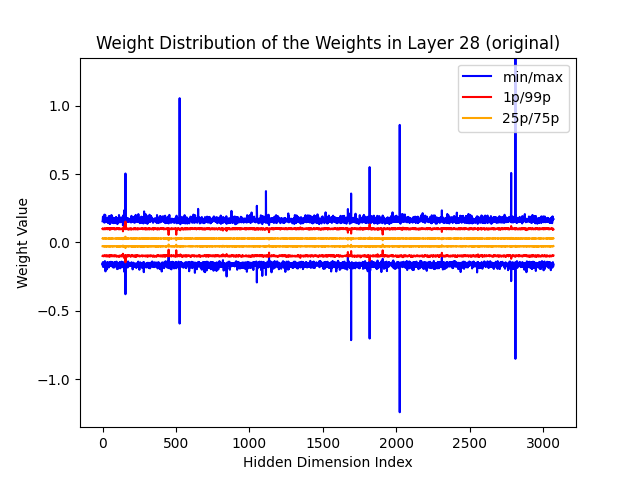 Weight Distribution of the Weights in Layer 28 (original)
min/max
1p/99p
25p/75p
1.0
0.5
0.0
−0.5
−1.0
Weight Value
0 500 1000 1500 2000 2500 3000
Hidden Dimension Index